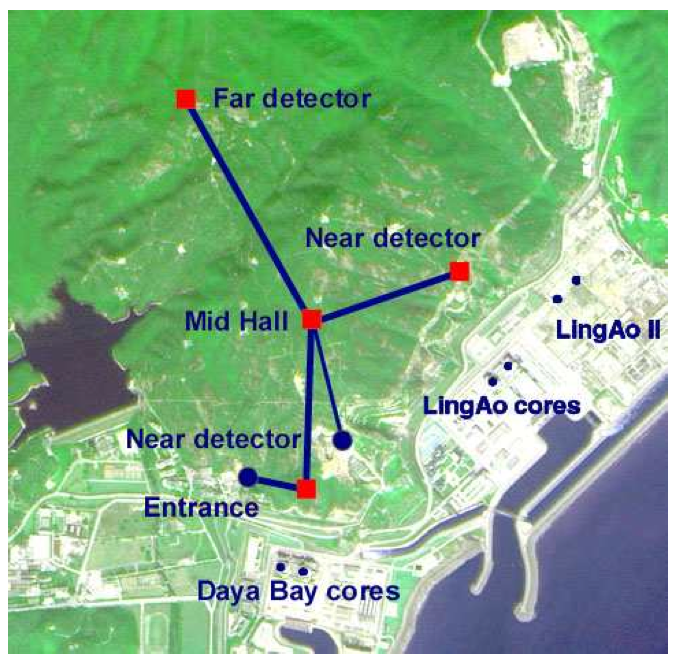 Far detector
Near detector
Mid Hall
LingAo II
LingAo cores
Near detector
Entrance
Daya Bay cores